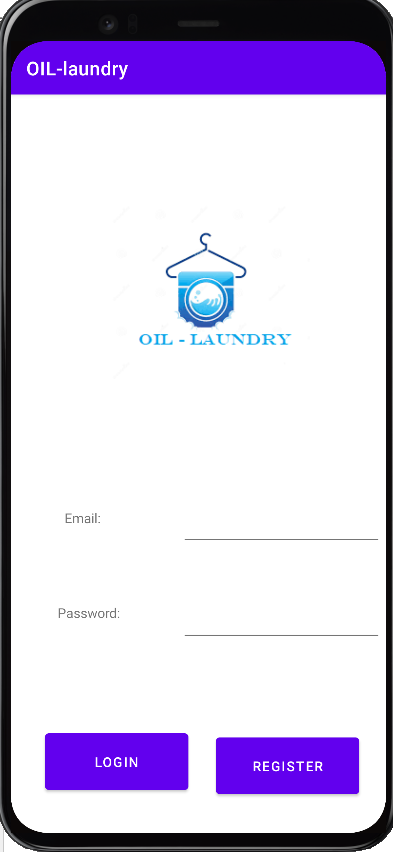 OIL-laundry
OIL - LAUNDRY
Email:
Password:
LOGIN
REGISTER